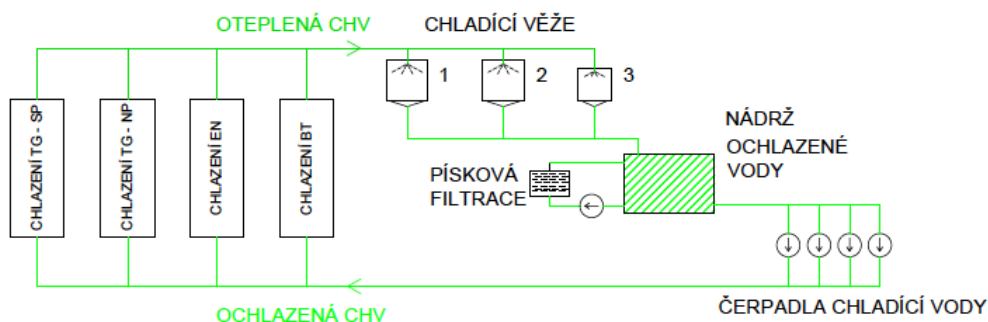 OTEPLENÁ CHV
CHLADÍCÍ VĚŽE
1
2
3
CHLAZENÍ TG - SP
CHLAZENÍ TG - NP
CHLAZENÍ EN
CHLAZENÍ BT
PÍSKOVÁ
FILTRACE
NÁDRŽ
OCHLAZENÉ
VODY
OCHLAZENÁ CHV
ČERPADLA CHLADÍCÍ VODY